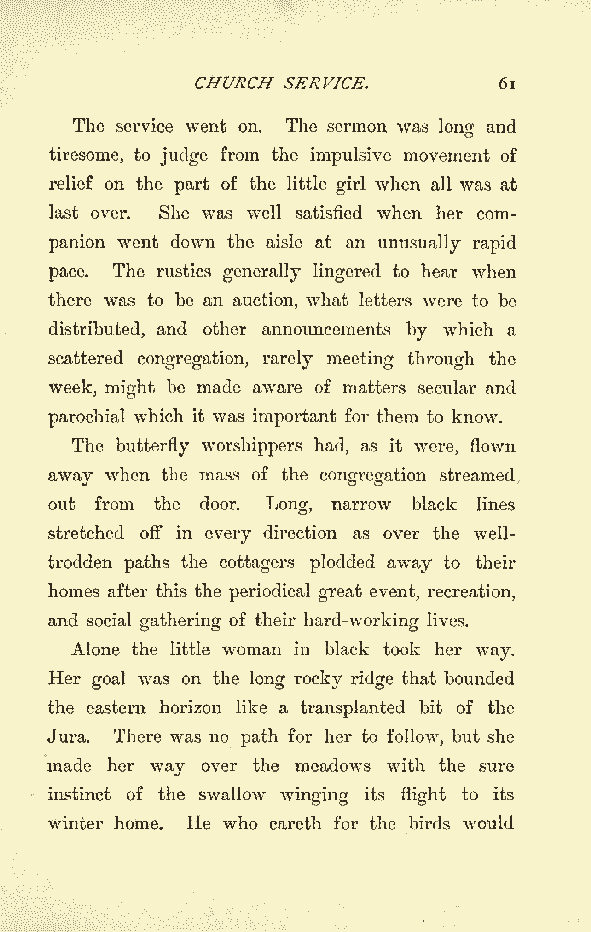 CHURCH SERVICE. 61
The service went on. The sermon was long and
tiresome, to judge from the impulsive movement of
relief on the part of the little girl when all was at
last over. She was well satisfied when her com-
panion went down the aisle at an unusually rapid
pace. The rustics generally lingered to hear when
there was to be an auction, what letters were to be
distributed, and other announcements by which a
scattered congregation, rarely meeting through the
week, might be made aware of matters secular and
parochial which it was important for them to know.
The butterfly worshippers had, as it were, flown
away when the mass of the congregation streamed
out from the door. Long, narrow black lines
stretched off in every direction as over the well-
trodden paths the cottagers plodded away to their
homes after this the periodical great event, recreation,
and social gathering of their hard-working lives.
Alone the little woman in black took her way.
Her goal was on the long rocky ridge that bounded
the eastern horizon like a transplanted bit of the
Jura. There was no path for her to follow, but she
made her way over the meadows with the sure
instinct of the swallow winging its flight to its
winter home. He who careth for the birds would